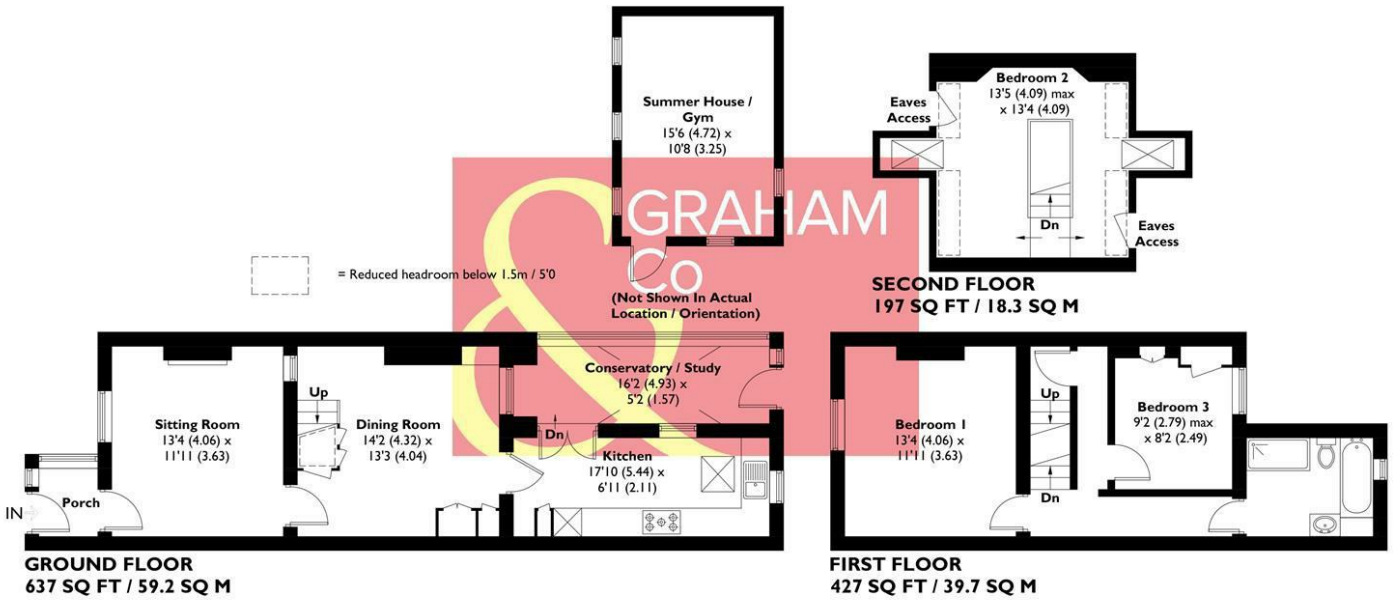 Summer House /
Gym
15'6 (4.72) x
10'8 (3.25)
Bedroom 2
13'5 (4.09) max
x 13'4 (4.09)
Eaves
Access
Dn
Eaves
Access
SECOND FLOOR
197 SQ FT / 18.3 SQ M
& GRAHAM
Co
= Reduced headroom below 1.5m / 5'0
(Not Shown In Actual
Location / Orientation)
Sitting Room
13'4 (4.06) x
11'11 (3.63)
Up
Dining Room
14'2 (4.32) x
13'3 (4.04)
Conservatory / Study
16'2 (4.93) x
5'2 (1.57)
Dn
Kitchen
17'10 (5.44) x
6'11 (2.11)
Porch
IN
GROUND FLOOR
637 SQ FT / 59.2 SQ M
Bedroom 1
13'4 (4.06) x
11'11 (3.63)
Up
Dn
Bedroom 3
9'2 (2.79) max
x 8'2 (2.49)
FIRST FLOOR
427 SQ FT / 39.7 SQ M